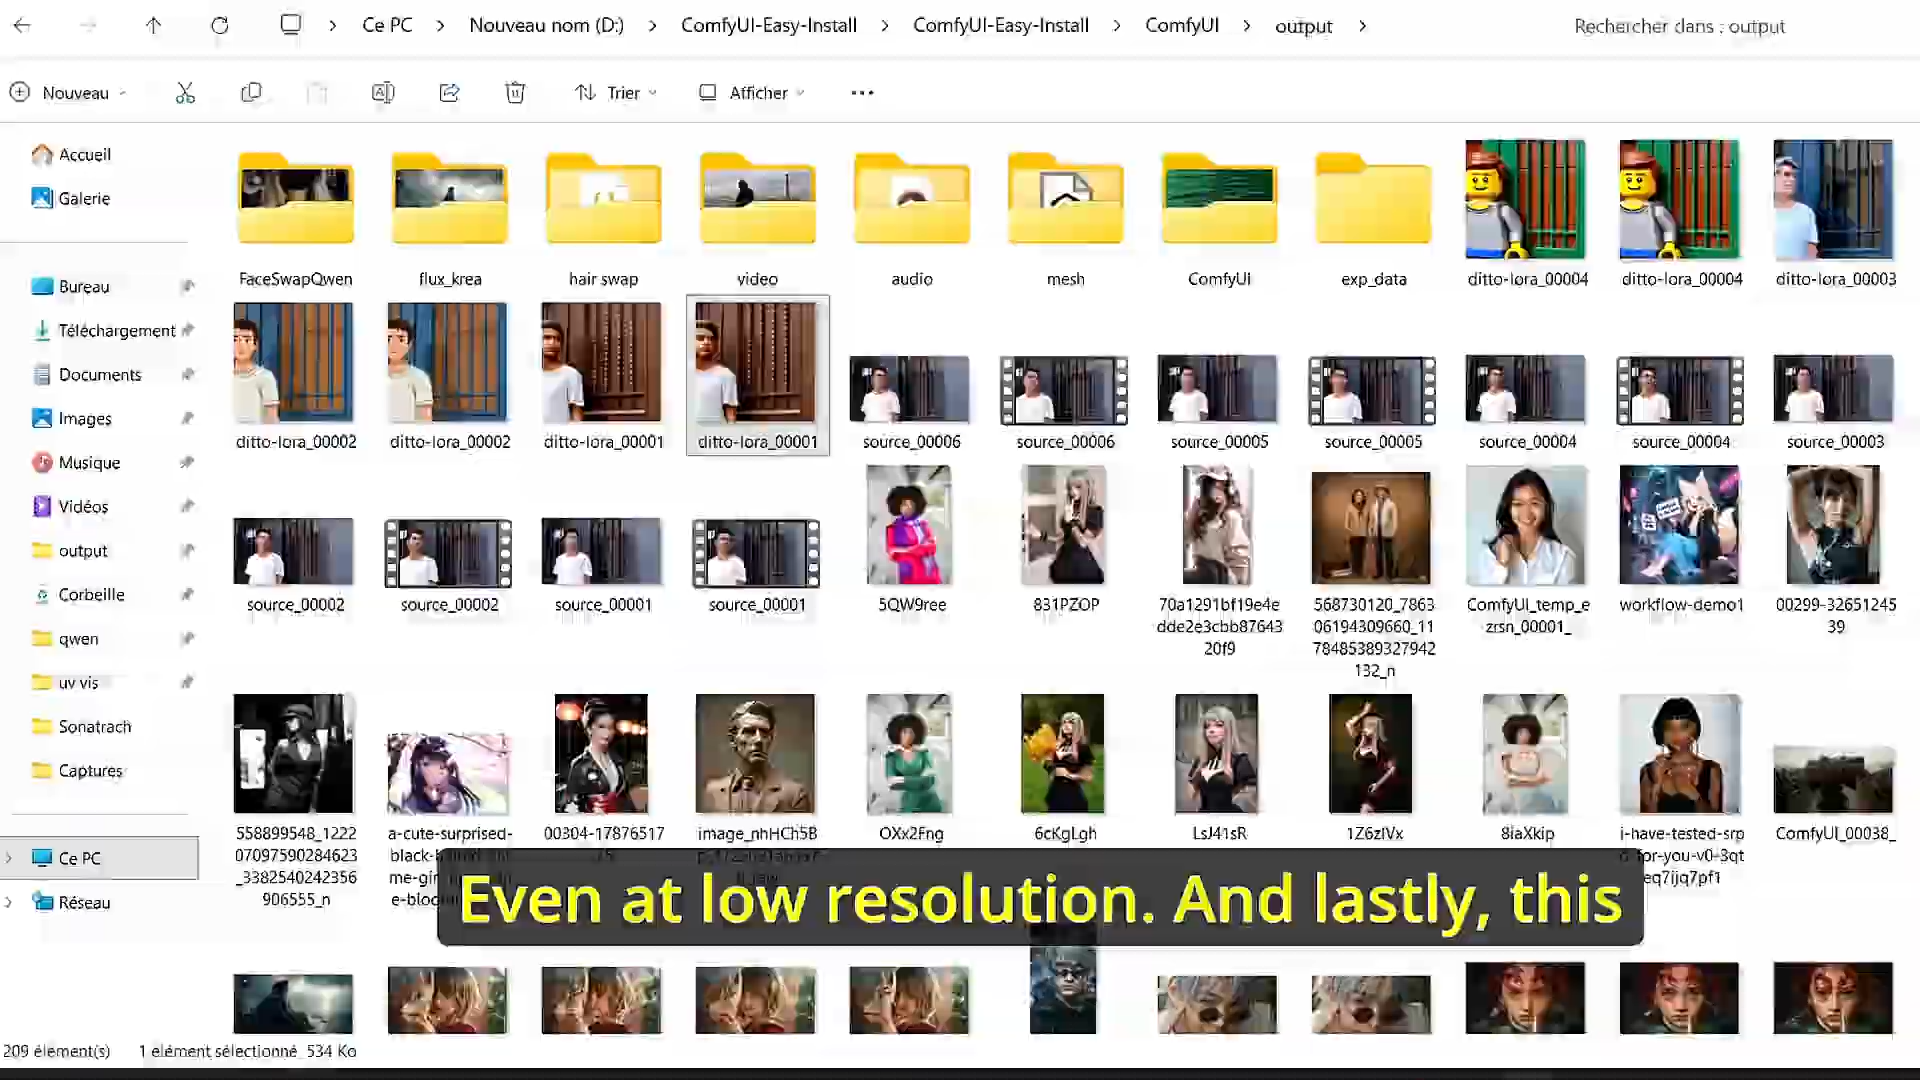 Ce PC > Nouveau nom (D:) > ComfyUI-Easy-Install > ComfyUI-Easy-Install > ComfyUI > output >
Rechercher dans : output
Nouveau
Trier
Afficher
Accueil
Galerie
Bureau
Téléchargement
Documents
Images
Musique
Vidéos
output
Corbeille
qwen
uv vis
Sonatrach
Captures
Ce PC
Réseau
FaceSwapQwen
flux_krea
hair swap
video
audio
mesh
ComfyUI
exp_data
ditto-lora_00004
ditto-lora_00004
ditto-lora_00003
ditto-lora_00002
ditto-lora_00002
ditto-lora_00001
ditto-lora_00001
source_00006
source_00006
source_00005
source_00005
source_00004
source_00004
source_00003
source_00002
source_00002
source_00001
source_00001
5QW9ree
831PZOP
70a1291bf19e4e
dde2e3cbb87643
20f9
568730120_7863
06194309660_11
78485389327942
132_n
ComfyUI_temp_e
zrsn_00001_
workflow-demo1
00299-32651245
39
558899548_1222
07097590284623
_3382540242356
906555_n
a-cute-surprised-
00304-17876517
image_nhHCh5B
OXx2Fng
6cKgLgh
LsJ41sR
1Z6zIVx
8iaXkip
i-have-tested-srp
for-you-v0-3qt
eq7ijq7pf1
ComfyUI_00038_
Even at low resolution. And lastly, this
209 élément(s)
1 élément sélectionné 534 Ko